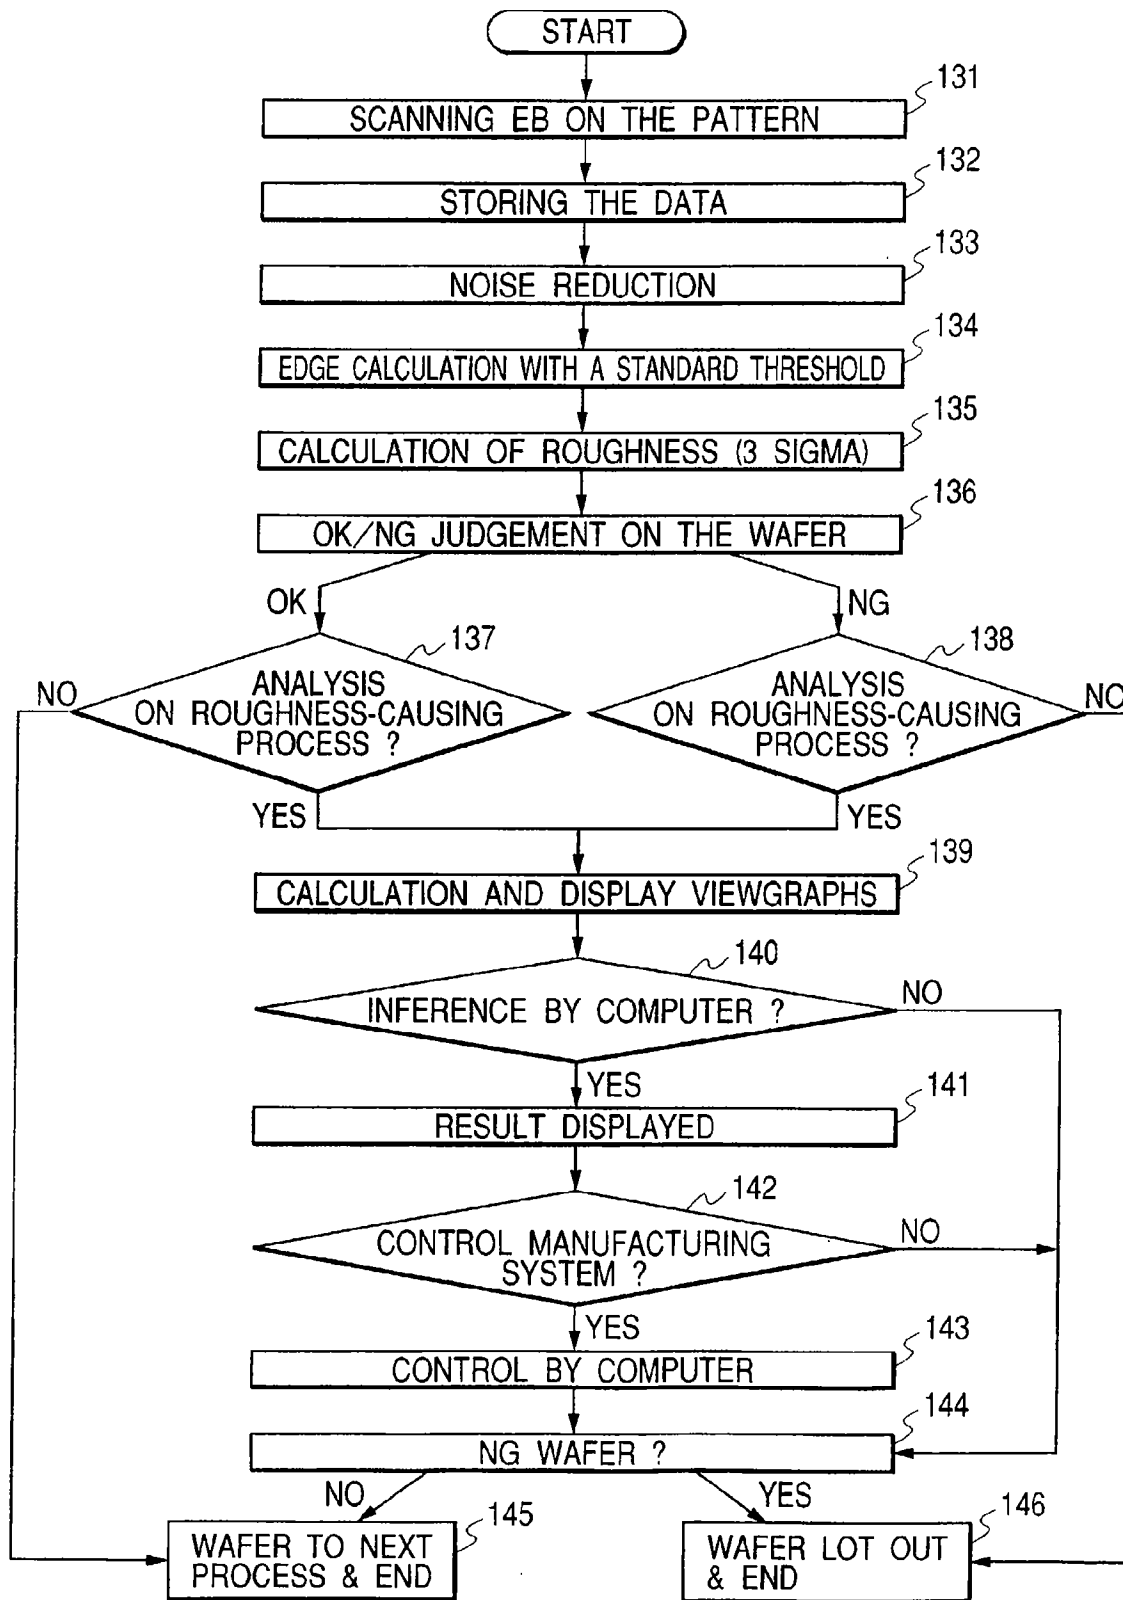 START
131
SCANNING EB ON THE PATTERN
132
STORING THE DATA
133
NOISE REDUCTION
134
EDGE CALCULATION WITH A STANDARD THRESHOLD
135
CALCULATION OF ROUGHNESS (3 SIGMA)
136
OK/NG JUDGEMENT ON THE WAFER
OK
NG
137
138
NO
ANALYSIS
ON ROUGHNESS-CAUSING
PROCESS ?
ANALYSIS
ON ROUGHNESS-CAUSING
PROCESS ?
NO
YES
YES
139
CALCULATION AND DISPLAY VIEWGRAPHS
140
INFERENCE BY COMPUTER ?
NO
YES
141
RESULT DISPLAYED
142
CONTROL MANUFACTURING
SYSTEM ?
NO
YES
143
CONTROL BY COMPUTER
144
NG WAFER ?
NO
YES
145
146
WAFER TO NEXT
PROCESS & END
WAFER LOT OUT
& END